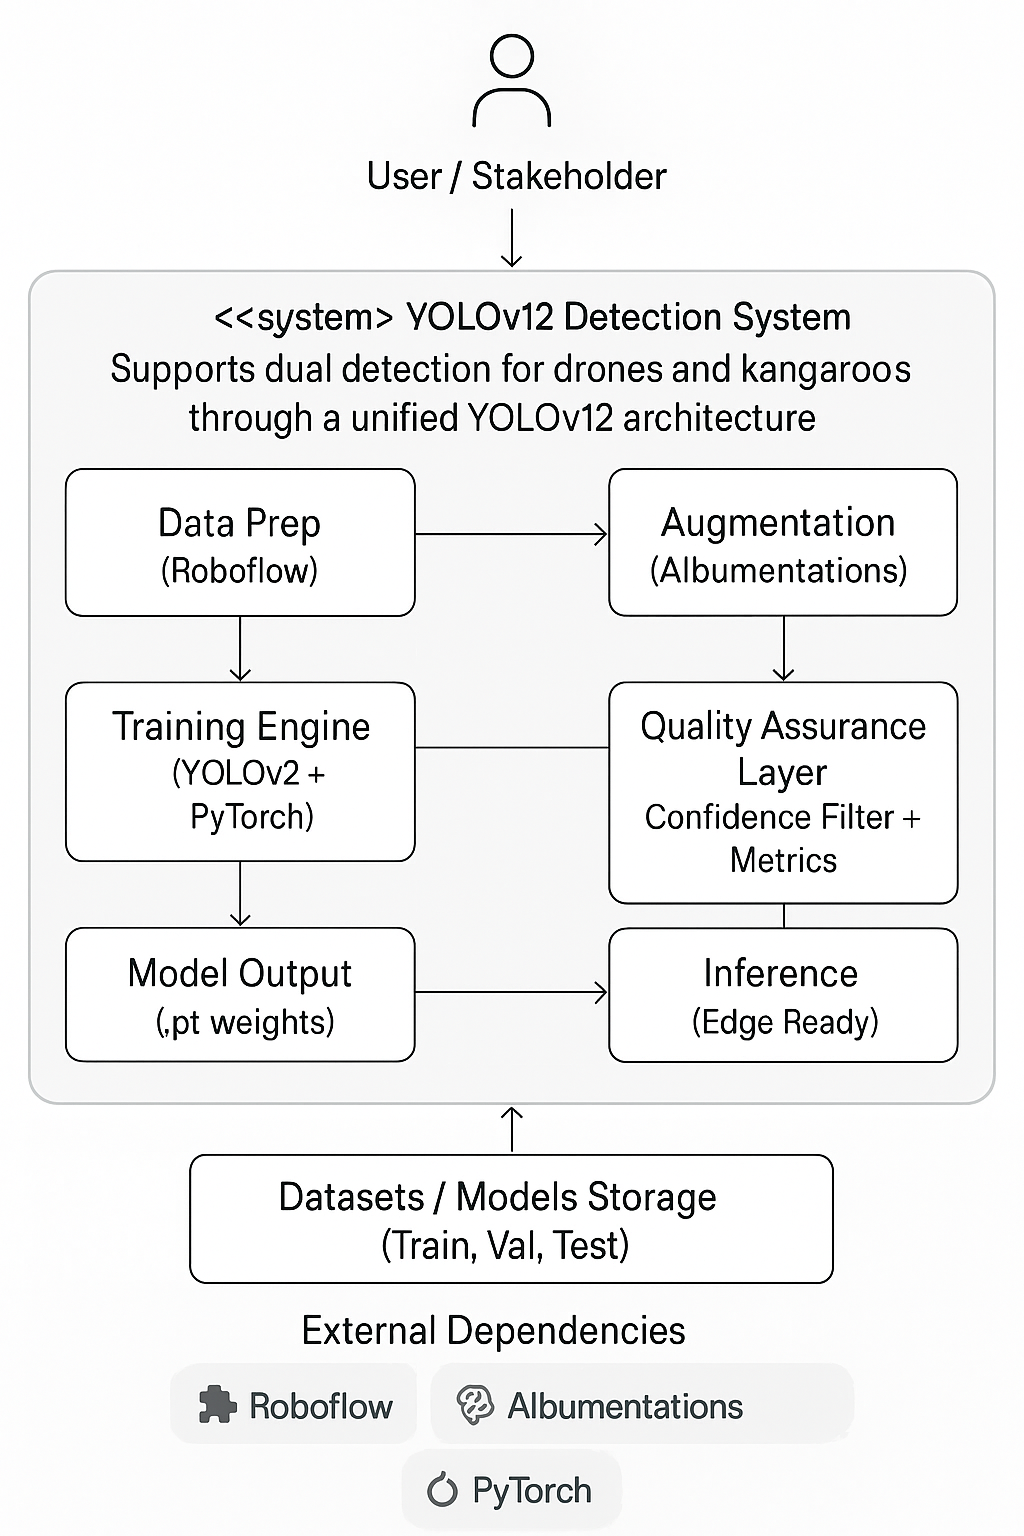 User / Stakeholder
<<system> YOLOv12 Detection System
Supports dual detection for drones and kangaroos
through a unified YOLOv12 architecture
Data Prep
(Roboflow)
Augmentation
(Albumentations)
Training Engine
(YOLOv2 +
PyTorch)
Quality Assurance
Layer
Confidence Filter +
Metrics
Model Output
(.pt weights)
Inference
(Edge Ready)
Datasets / Models Storage
(Train, Val, Test)
External Dependencies
Roboflow
Albumentations
PyTorch